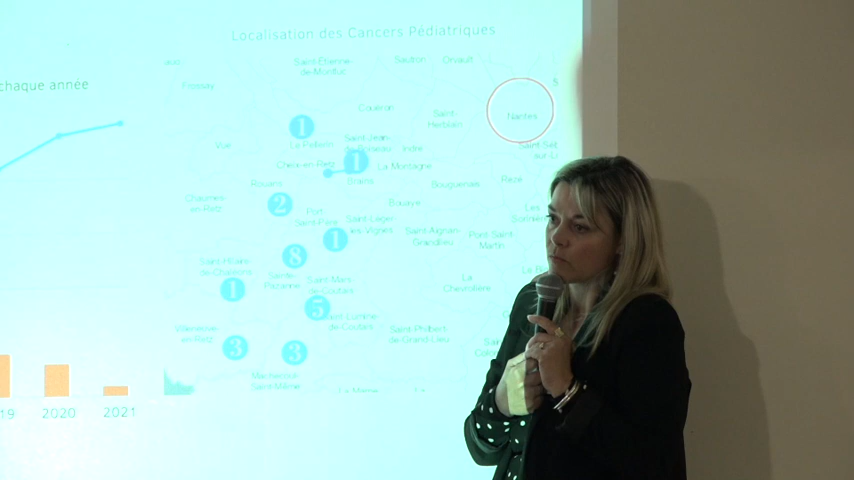 Localisation des Cancers Pédiatriques
chaque année
Saint-Étienne
de-Montluc
Sautron
Orvault
Couëron
Saint-
Herblain
Nantes
1
Le Pellerin
Saint-Jean
de-Boiseau
Indre
Vue
Cheix-en-Retz
1
La Montagne
Brains
Rouans
Bouguenais
Rezé
Chaumes
en-Retz
2
Bouaye
Port
Saint-Père
Saint-Léger
les-Vignes
Les
Sorinières
1
Saint-Aignan
Grandlieu
Pont-Saint
Martin
8
Saint-Hilaire
de-Chaléons
Sainte-
Pazanne
Saint-Mars
de-Coutais
La
Chevrolière
1
5
Saint-Lumine
de Coutais
Villeneuve-
en-Retz
Saint-Philbert
de-Grand-Lieu
3
3
Machecoul
Saint-Même
La Marne
19
2020
2021